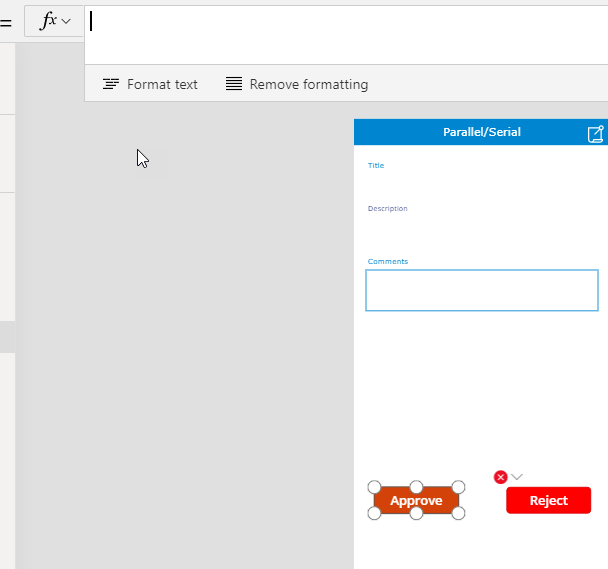 = fx
Format text Remove formatting
Parallel/Serial
Title
Description
Comments
Approve Reject